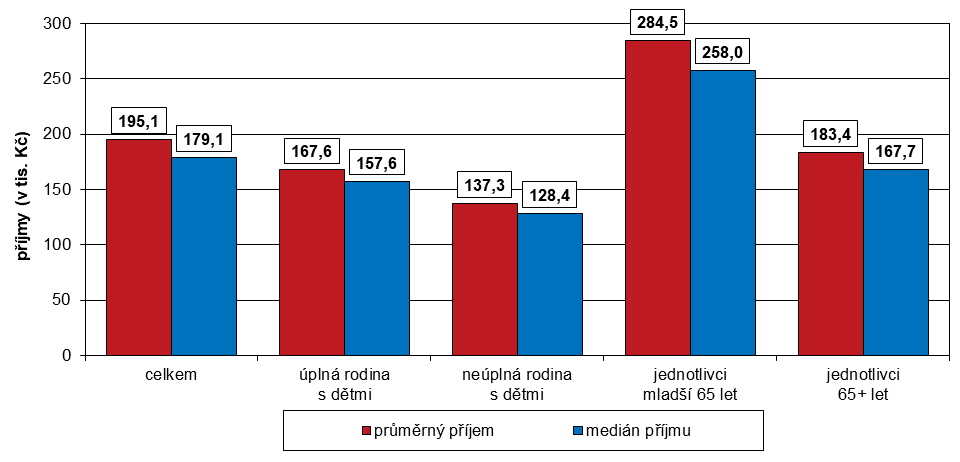 příjmy (v tis. Kč)
300
250
200
150
100
50
0
195,1
179,1
167,6
157,6
137,3
128,4
284,5
258,0
183,4
167,7
celkem
úplná rodina
s dětmi
neúplná rodina
s dětmi
jednotlivci
mladší 65 let
jednotlivci
65+ let
průměrný příjem
medián příjmu